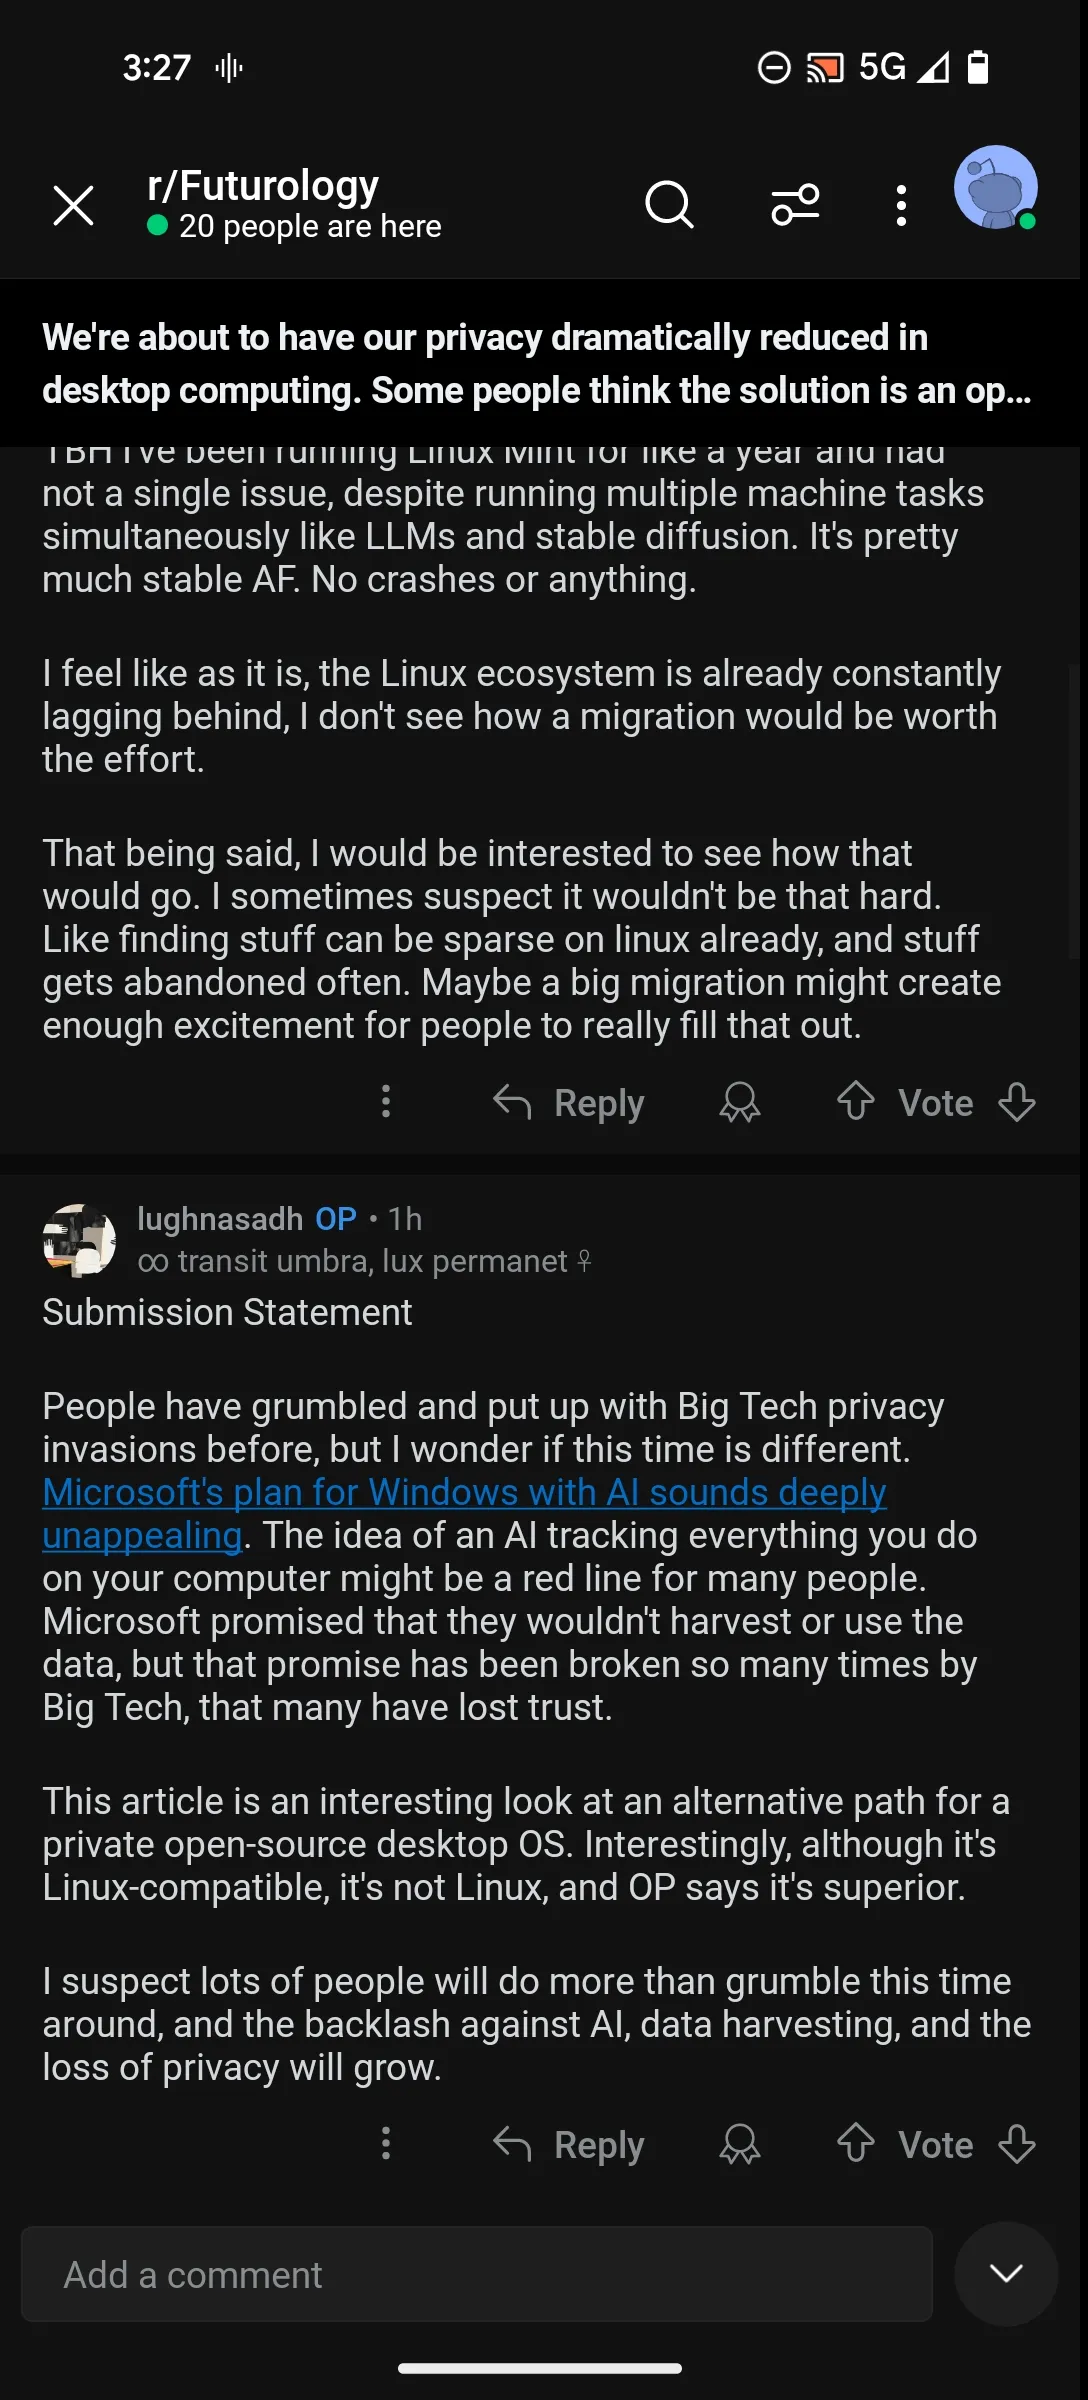 3:27
5G
r/Futurology
20 people are here
We're about to have our privacy dramatically reduced in
desktop computing. Some people think the solution is an op...
TBH I've been running Linux Mint for like a year and had
not a single issue, despite running multiple machine tasks
simultaneously like LLMs and stable diffusion. It's pretty
much stable AF. No crashes or anything.
I feel like as it is, the Linux ecosystem is already constantly
lagging behind, I don't see how a migration would be worth
the effort.
That being said, I would be interested to see how that
would go. I sometimes suspect it wouldn't be that hard.
Like finding stuff can be sparse on linux already, and stuff
gets abandoned often. Maybe a big migration might create
enough excitement for people to really fill that out.
Reply Vote
lughnasadh OP • 1h
∞ transit umbra, lux permanet ♀
Submission Statement
People have grumbled and put up with Big Tech privacy
invasions before, but I wonder if this time is different.
Microsoft's plan for Windows with AI sounds deeply
unappealing. The idea of an AI tracking everything you do
on your computer might be a red line for many people.
Microsoft promised that they wouldn't harvest or use the
data, but that promise has been broken so many times by
Big Tech, that many have lost trust.
This article is an interesting look at an alternative path for a
private open-source desktop OS. Interestingly, although it's
Linux-compatible, it's not Linux, and OP says it's superior.
I suspect lots of people will do more than grumble this time
around, and the backlash against AI, data harvesting, and the
loss of privacy will grow.
Reply Vote
Add a comment